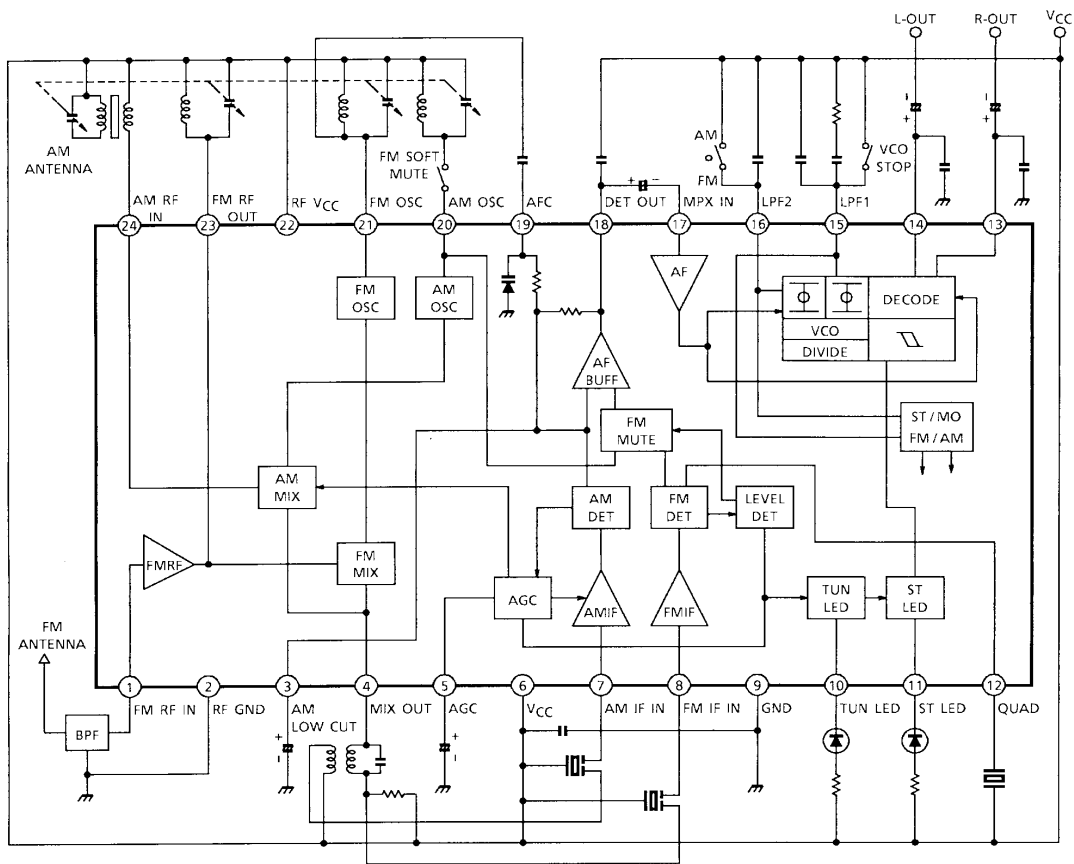 L-OUT R-OUT VCC
AM
ANTENNA
FM SOFT
MUTE
AM
FM
VCO
STOP
AM RF
IN
FM RF
OUT
RF VCC
FM OSC
AM OSC
AFC
DET OUT
MPX IN
LPF2
LPF1
24 23 22 21 20 19 18 17 16 15 14 13
FM
OSC
AM
OSC
AF
DECODE
VCO
DIVIDE
AF
BUFF
ST / MO
FM / AM
FM
MUTE
AM
MIX
AM
DET
FM
DET
LEVEL
DET
FMRF
FM
MIX
AGC
AMIF
FMIF
TUN
LED
ST
LED
FM
ANTENNA
1 2 3 4 5 6 7 8 9 10 11 12
FM RF IN
RF GND
AM
LOW CUT
MIX OUT
AGC
VCC
AM IF IN
FM IF IN
GND
TUN LED
ST LED
QUAD
BPF